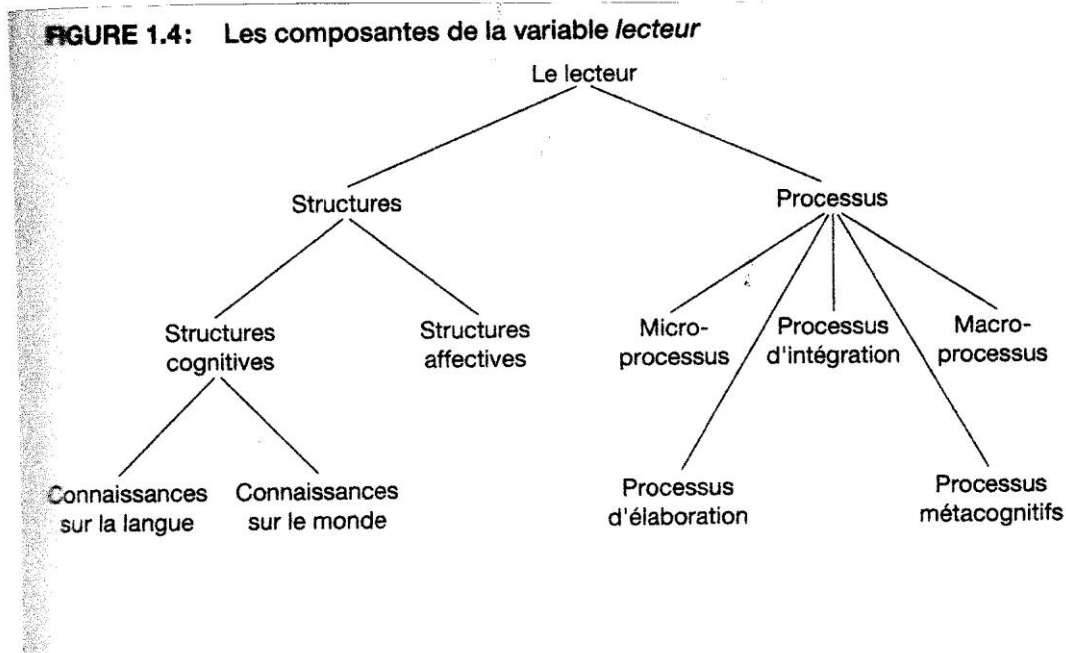 FIGURE 1.4: Les composantes de la variable lecteur
Le lecteur
Structures
Processus
Structures
cognitives
Structures
affectives
Micro-
processus
Processus
d'intégration
Macro-
processus
Connaissances
sur la langue
Connaissances
sur le monde
Processus
d'élaboration
Processus
métacognitifs